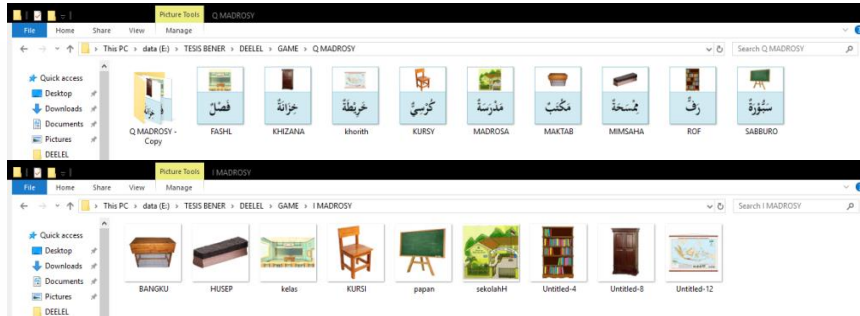 Picture Tools Q MADROSY
File Home Share View Manage
This PC > data (E:) > TESIS BENER > DEELEL > GAME > Q MADROSY
Search Q MADROSY
Quick access
Desktop
Downloads
Documents
Pictures
DEELEL
فَصْلٌ خِزَانَةٌ خَرِيْطَةٌ كُرْسِيٌّ مَدْرَسَةٌ مَكْتَبٌ مِمْسَحَةٌ رَفٌّ سَبُّوْرَةٌ
Q MADROSY - Copy FASHL KHIZANA khorith KURSY MADROSA MAKTAB MIMSAHA ROF SABBURO
Picture Tools I MADROSY
File Home Share View Manage
This PC > data (E:) > TESIS BENER > DEELEL > GAME > I MADROSY
Search I MADROSY
Quick access
Desktop
Downloads
Documents
Pictures
DEELEL
BANGKU HUSEP kelas KURSI papan sekolahH Untitled-4 Untitled-8 Untitled-12